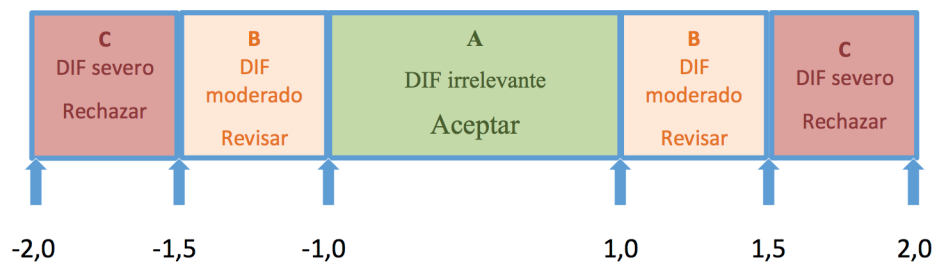 C
DIF severo
Rechazar
B
DIF
moderado
Revisar
A
DIF irrelevante
Aceptar
B
DIF
moderado
Revisar
C
DIF severo
Rechazar
-2,0
-1,5
-1,0
1,0
1,5
2,0